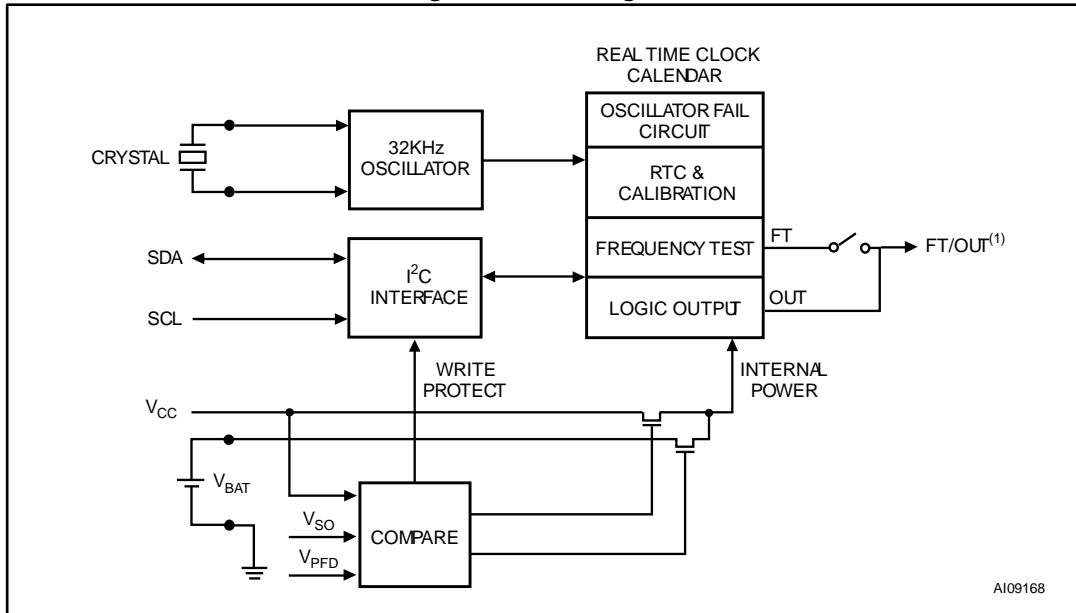 REAL TIME CLOCK
CALENDAR
OSCILLATOR FAIL
CIRCUIT
CRYSTAL
32KHz
OSCILLATOR
RTC &
CALIBRATION
FREQUENCY TEST
FT
FT/OUT(1)
SDA
I2C
INTERFACE
SCL
LOGIC OUTPUT
OUT
WRITE
PROTECT
INTERNAL
POWER
VCC
VBAT
VSO
VPFD
COMPARE
AI09168